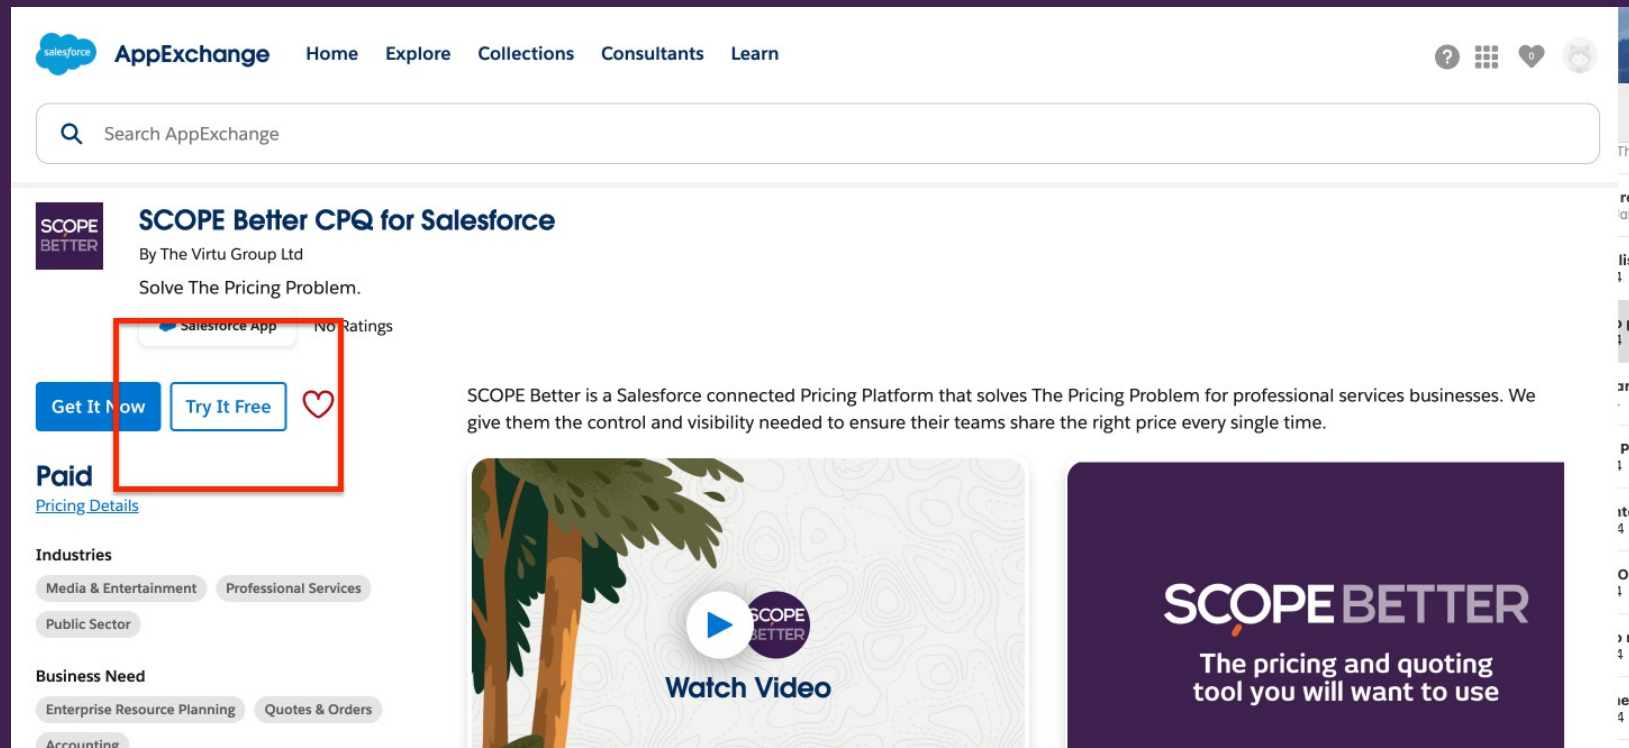 salesforce
AppExchange Home Explore Collections Consultants Learn
? 0
Search AppExchange
SCOPE
BETTER
SCOPE Better CPQ for Salesforce
By The Virtu Group Ltd
Solve The Pricing Problem.
Salesforce App No Ratings
Get It Now Try It Free
Paid
Pricing Details
Industries
Media & Entertainment Professional Services
Public Sector
Business Need
Enterprise Resource Planning Quotes & Orders
Accounting
SCOPE Better is a Salesforce connected Pricing Platform that solves The Pricing Problem for professional services businesses. We
give them the control and visibility needed to ensure their teams share the right price every single time.
SCOPE
BETTER
Watch Video
SCOPE BETTER
The pricing and quoting
tool you will want to use